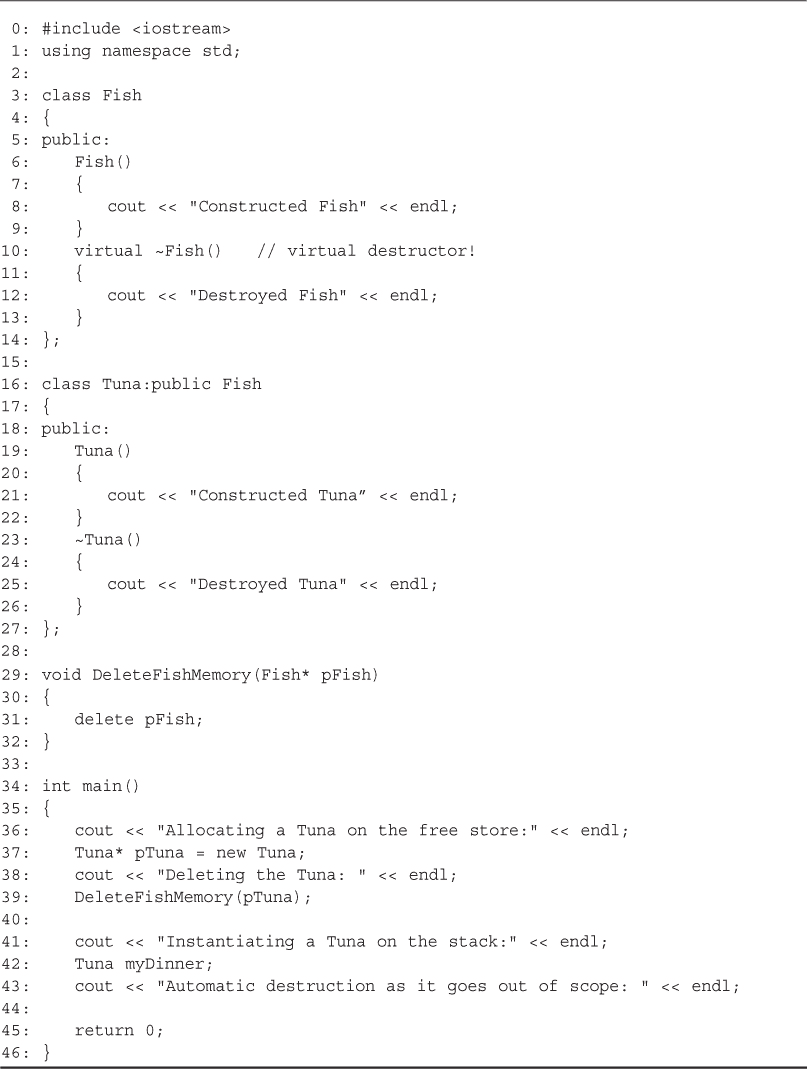 0: #include <iostream>
1: using namespace std;
2:
3: class Fish
4: {
5: public:
6:    Fish()
7:    {
8:       cout << "Constructed Fish" << endl;
9:    }
10:    virtual ~Fish()   // virtual destructor!
11:    {
12:       cout << "Destroyed Fish" << endl;
13:    }
14: };
15:
16: class Tuna:public Fish
17: {
18: public:
19:    Tuna()
20:    {
21:       cout << "Constructed Tuna” << endl;
22:    }
23:    ~Tuna()
24:    {
25:       cout << "Destroyed Tuna" << endl;
26:    }
27: };
28:
29: void DeleteFishMemory(Fish* pFish)
30: {
31:    delete pFish;
32: }
33:
34: int main()
35: {
36:    cout << "Allocating a Tuna on the free store:" << endl;
37:    Tuna* pTuna = new Tuna;
38:    cout << "Deleting the Tuna: " << endl;
39:    DeleteFishMemory(pTuna);
40:
41:    cout << "Instantiating a Tuna on the stack:" << endl;
42:    Tuna myDinner;
43:    cout << "Automatic destruction as it goes out of scope: " << endl;
44:
45:    return 0;
46: }